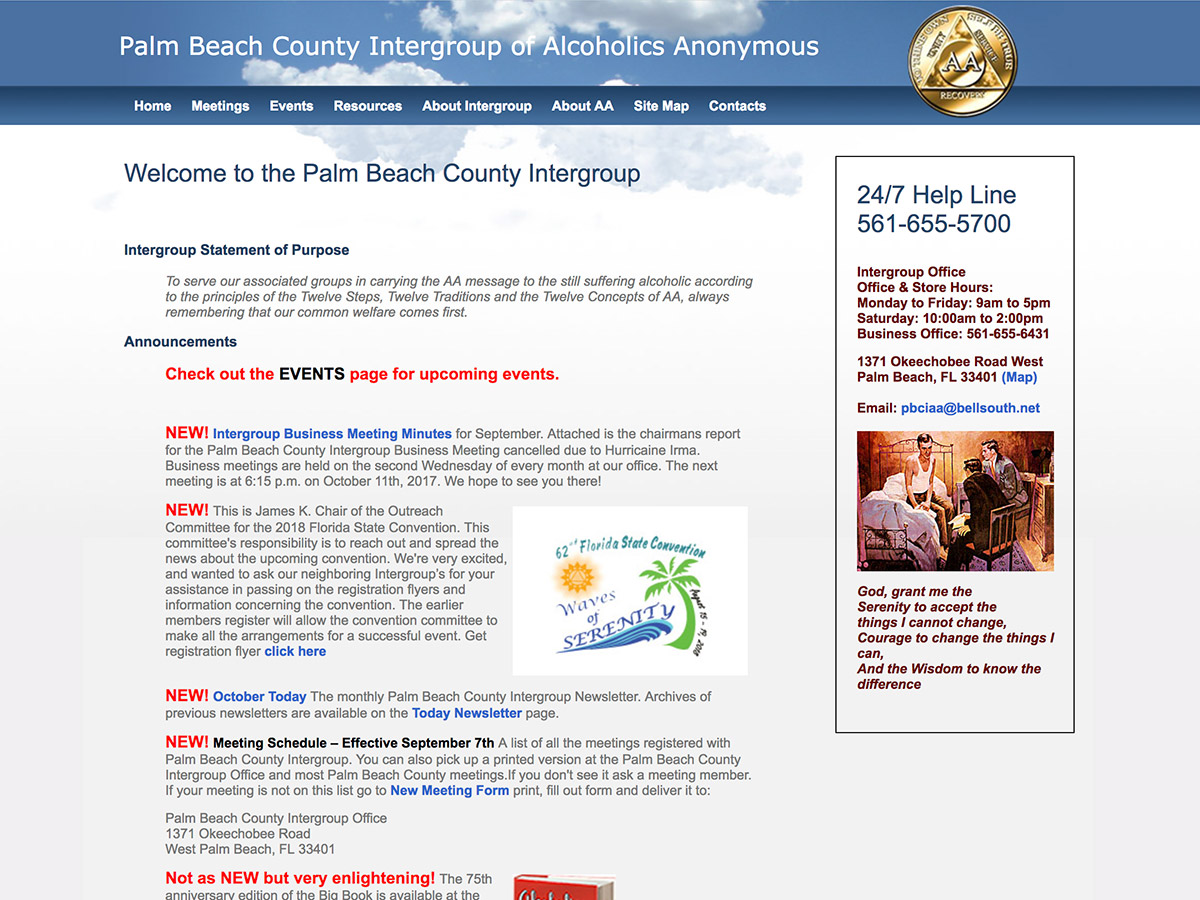 Palm Beach County Intergroup of Alcoholics Anonymous
UNITY
SERVICE
AA
RECOVERY
Home Meetings Events Resources About Intergroup About AA Site Map Contacts
Welcome to the Palm Beach County Intergroup
Intergroup Statement of Purpose
To serve our associated groups in carrying the AA message to the still suffering alcoholic according
to the principles of the Twelve Steps, Twelve Traditions and the Twelve Concepts of AA, always
remembering that our common welfare comes first.
Announcements
Check out the EVENTS page for upcoming events.
NEW! Intergroup Business Meeting Minutes for September. Attached is the chairmans report
for the Palm Beach County Intergroup Business Meeting cancelled due to Hurricaine Irma.
Business meetings are held on the second Wednesday of every month at our office. The next
meeting is at 6:15 p.m. on October 11th, 2017. We hope to see you there!
NEW! This is James K. Chair of the Outreach
Committee for the 2018 Florida State Convention. This
committee's responsibility is to reach out and spread the
news about the upcoming convention. We're very excited,
and wanted to ask our neighboring Intergroup's for your
assistance in passing on the registration flyers and
information concerning the convention. The earlier
members register will allow the convention committee to
make all the arrangements for a successful event. Get
registration flyer click here
62nd Florida State Convention
Waves
of
SERENITY
August 15 - 19, 2018
NEW! October Today The monthly Palm Beach County Intergroup Newsletter. Archives of
previous newsletters are available on the Today Newsletter page.
NEW! Meeting Schedule – Effective September 7th A list of all the meetings registered with
Palm Beach County Intergroup. You can also pick up a printed version at the Palm Beach County
Intergroup Office and most Palm Beach County meetings.If you don't see it ask a meeting member.
If your meeting is not on this list go to New Meeting Form print, fill out form and deliver it to:
Palm Beach County Intergroup Office
1371 Okeechobee Road
West Palm Beach, FL 33401
Not as NEW but very enlightening! The 75th
anniversary edition of the Big Book is available at the
24/7 Help Line
561-655-5700
Intergroup Office
Office & Store Hours:
Monday to Friday: 9am to 5pm
Saturday: 10:00am to 2:00pm
Business Office: 561-655-6431
1371 Okeechobee Road West
Palm Beach, FL 33401 (Map)
Email: pbciaa@bellsouth.net
God, grant me the
Serenity to accept the
things I cannot change,
Courage to change the things I
can,
And the Wisdom to know the
difference